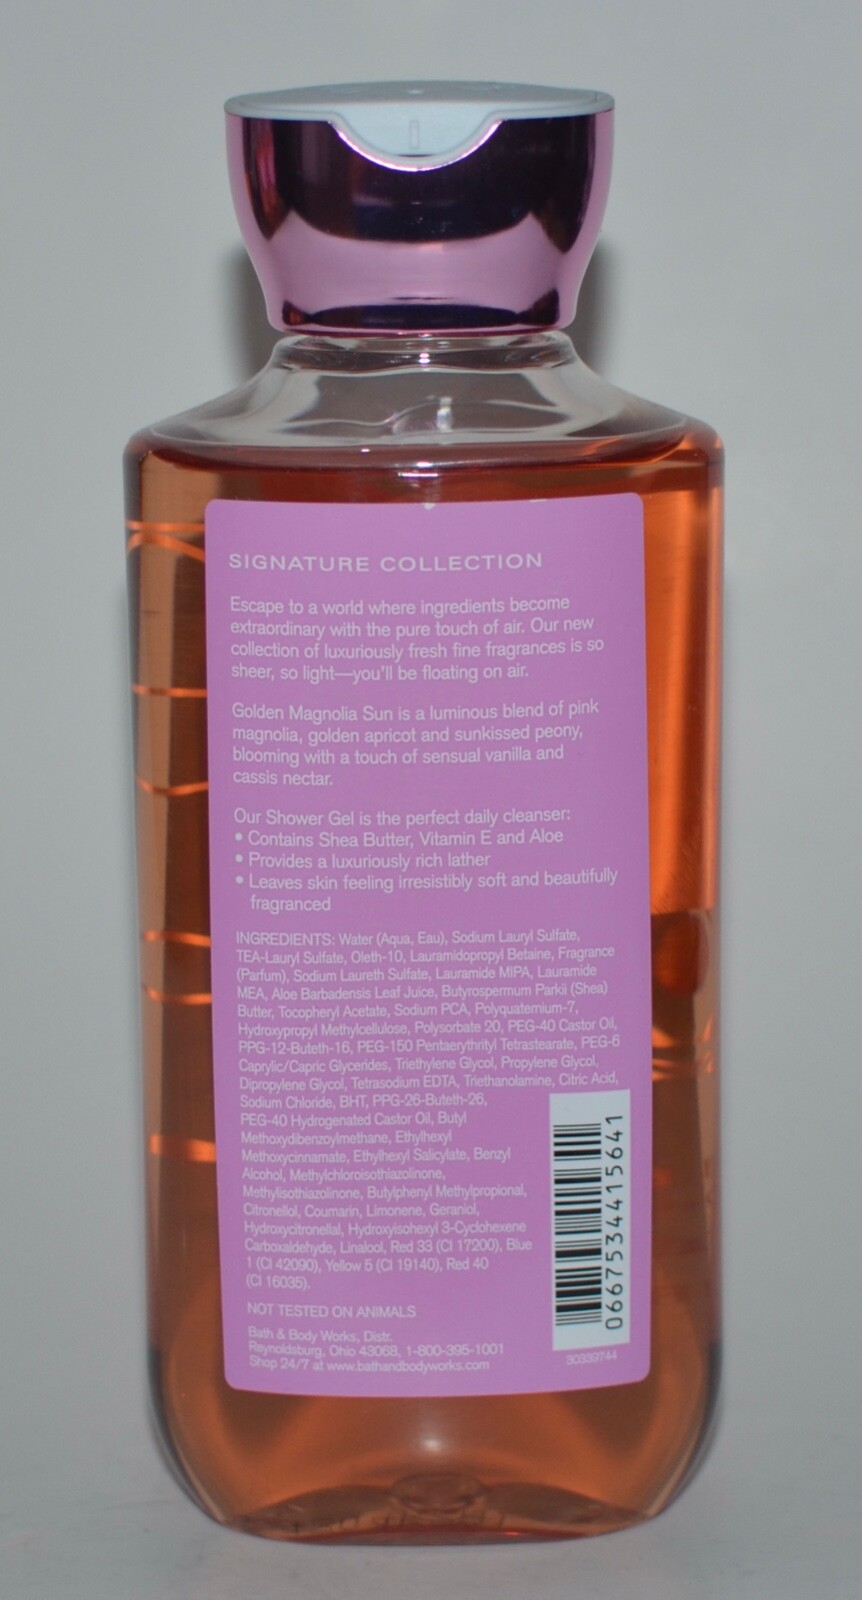 SIGNATURE COLLECTION
Escape to a world where ingredients become
extraordinary with the pure touch of air. Our new
collection of luxuriously fresh fine fragrances is so
sheer, so light—you'll be floating on air.
Golden Magnolia Sun is a luminous blend of pink
magnolia, golden apricot and sunkissed peony,
blooming with a touch of sensual vanilla and
cassis nectar.
Our Shower Gel is the perfect daily cleanser:
• Contains Shea Butter, Vitamin E and Aloe
• Provides a luxuriously rich lather
• Leaves skin feeling irresistibly soft and beautifully
fragranced
INGREDIENTS: Water (Aqua, Eau), Sodium Lauryl Sulfate,
TEA-Lauryl Sulfate, Oleth-10, Lauramidopropyl Betaine, Fragrance
(Parfum), Sodium Laureth Sulfate, Lauramide MIPA, Lauramide
MEA, Aloe Barbadensis Leaf Juice, Butyrospermum Parkii (Shea)
Butter, Tocopheryl Acetate, Sodium PCA, Polyquaternium-7,
Hydroxypropyl Methylcellulose, Polysorbate 20, PEG-40 Castor Oil,
PPG-12-Buteth-16, PEG-150 Pentaerythrityl Tetrastearate, PEG-6
Caprylic/Capric Glycerides, Triethylene Glycol, Propylene Glycol,
Dipropylene Glycol, Tetrasodium EDTA, Triethanolamine, Citric Acid,
Sodium Chloride, BHT, PPG-26-Buteth-26,
PEG-40 Hydrogenated Castor Oil, Butyl
Methoxydibenzoylmethane, Ethylhexyl
Methoxycinnamate, Ethylhexyl Salicylate, Benzyl
Alcohol, Methylchloroisothiazolinone,
Methylisothiazolinone, Butylphenyl Methylpropional,
Citronellol, Coumarin, Limonene, Geraniol,
Hydroxycitronellal, Hydroxyisohexyl 3-Cyclohexene
Carboxaldehyde, Linalool, Red 33 (CI 17200), Blue
1 (CI 42090), Yellow 5 (CI 19140), Red 40
(CI 16035).
NOT TESTED ON ANIMALS
Bath & Body Works, Distr.
Reynoldsburg, Ohio 43068, 1-800-395-1001
Shop 24/7 at www.bathandbodyworks.com
0667534415641
30339744